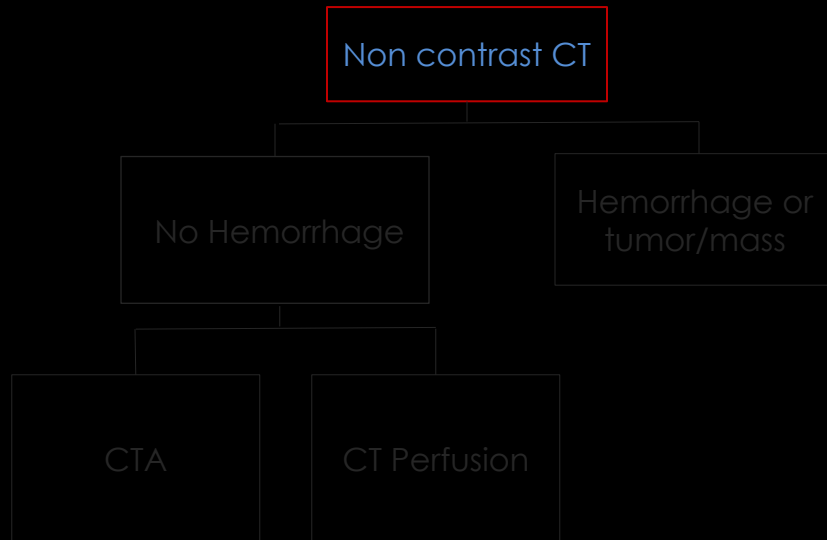 Non contrast CT
No Hemorrhage
Hemorrhage or
tumor/mass
CTA
CT Perfusion